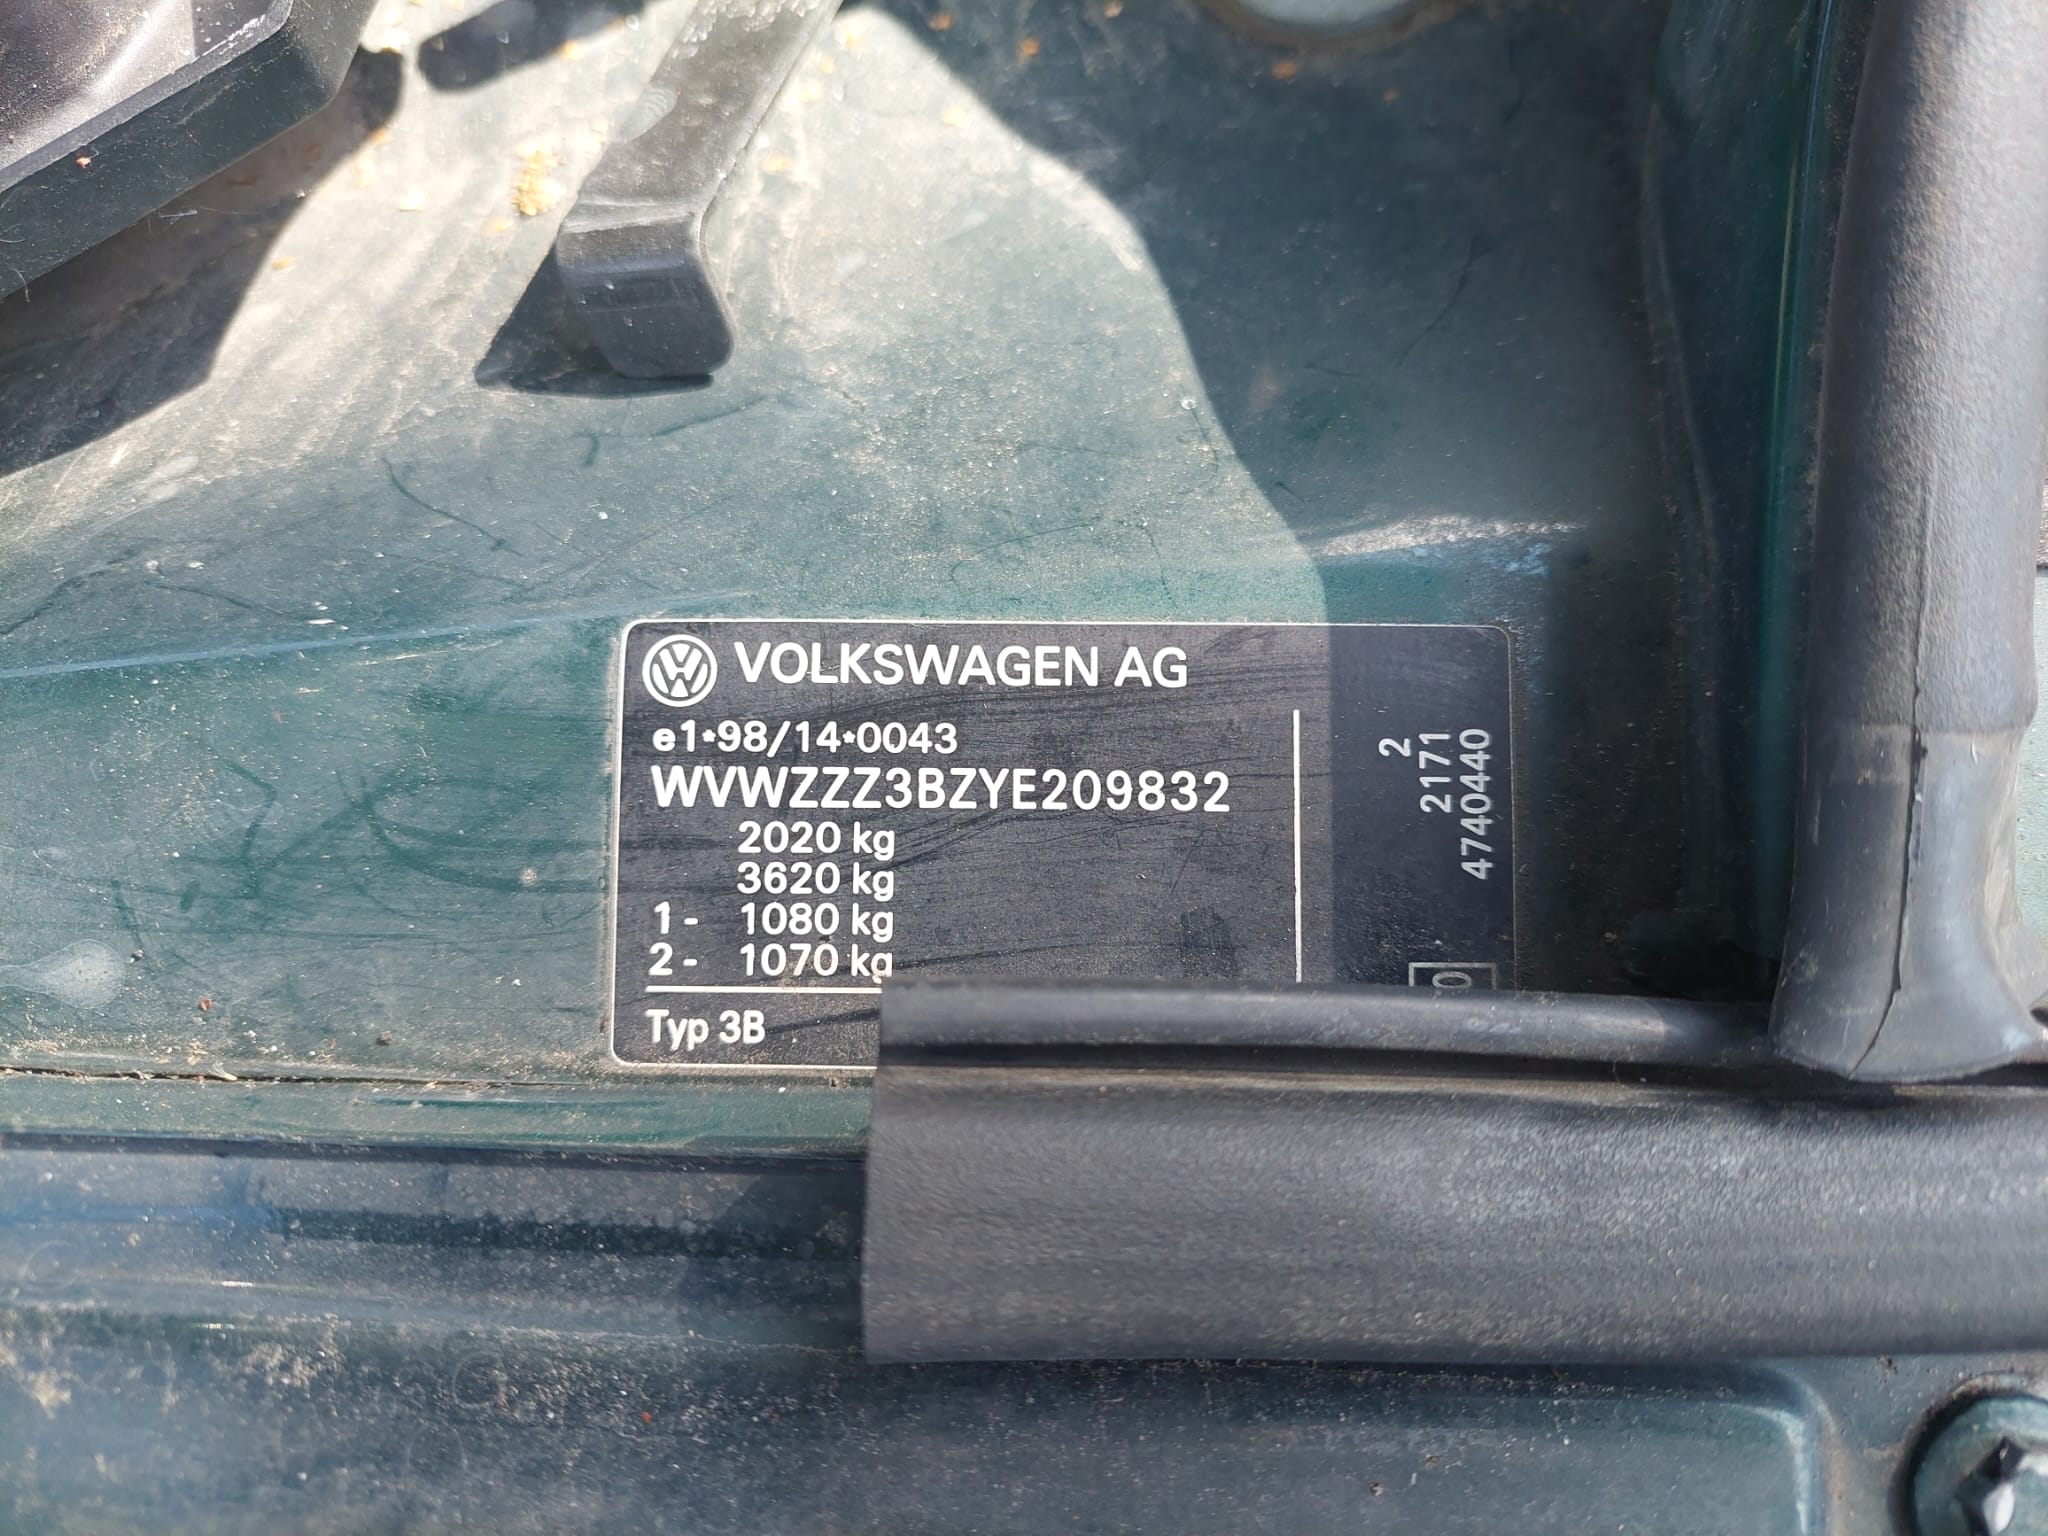 VOLKSWAGEN AG
e1*98/14*0043
WVWZZZ3BZYE209832
2020 kg
3620 kg
1- 1080 kg
2- 1070 kg
Typ 3B
2
2171
4740440